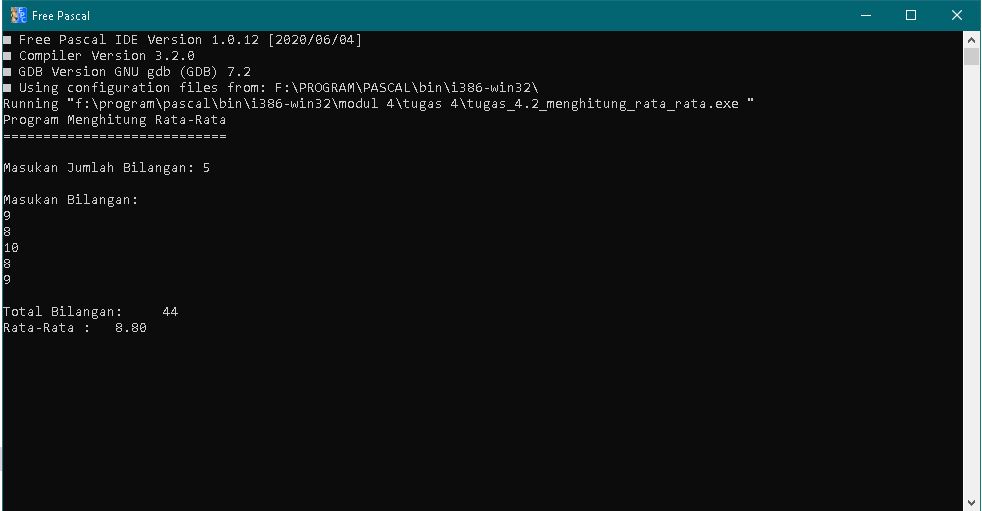 Free Pascal
■ Free Pascal IDE Version 1.0.12 [2020/06/04]
■ Compiler Version 3.2.0
■ GDB Version GNU gdb (GDB) 7.2
■ Using configuration files from: F:\PROGRAM\PASCAL\bin\i386-win32\
Running "f:\program\pascal\bin\i386-win32\modul 4\tugas 4\tugas_4.2_menghitung_rata_rata.exe "
Program Menghitung Rata-Rata
============================
Masukan Jumlah Bilangan: 5
Masukan Bilangan:
9
8
10
8
9
Total Bilangan:     44
Rata-Rata :   8.80